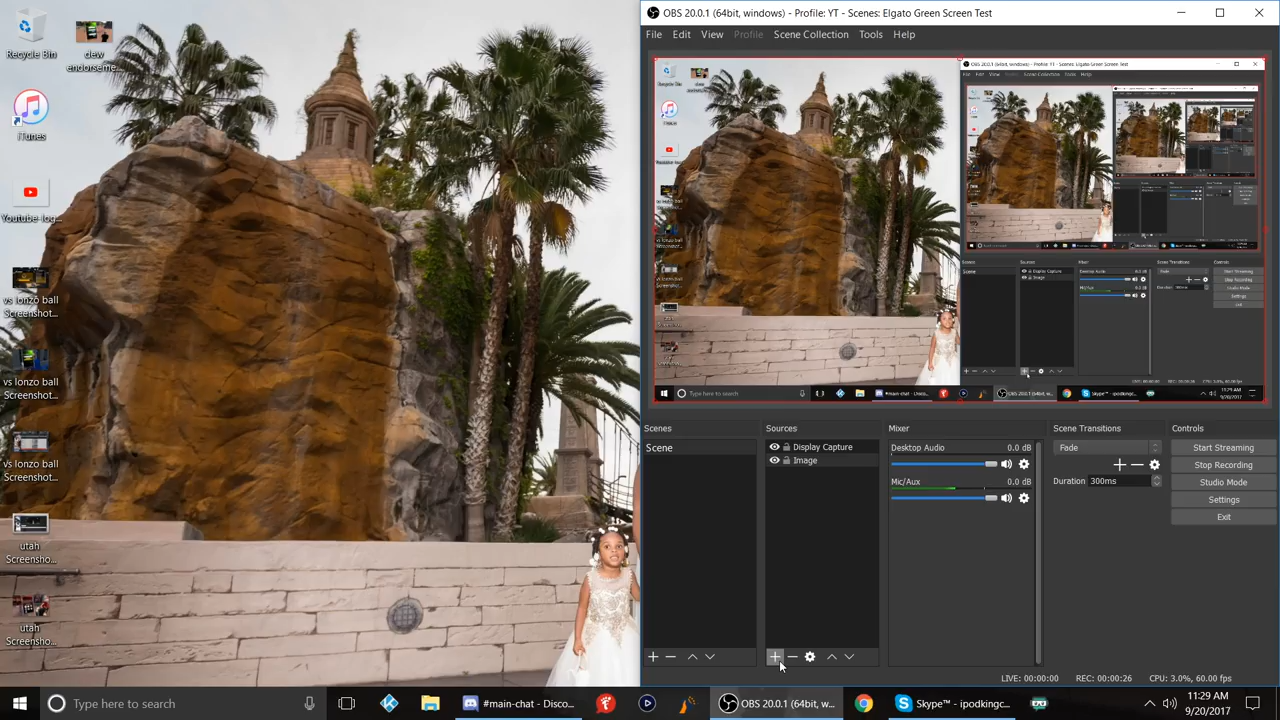 Recycle Bin
dew
endorseme...
iTunes
Youtube-log...
vs lonzo ball
Screenshot...
vs lonzo ball
Screenshot...
vs lonzo ball
Screenshot...
utah
Screensho...
utah
Screensho...
OBS 20.0.1 (64bit, windows) - Profile: YT - Scenes: Elgato Green Screen Test
File Edit View Profile Scene Collection Tools Help
Scenes
Scene
Sources
Display Capture
Image
Mixer
Desktop Audio 0.0 dB
Mic/Aux 0.0 dB
Scene Transitions
Fade
Duration 300ms
Controls
Start Streaming
Stop Recording
Studio Mode
Settings
Exit
LIVE: 00:00:00 REC: 00:00:26 CPU: 3.0%, 60.00 fps
Type here to search
#main-chat - Disco...
OBS 20.0.1 (64bit, w...
Skype™ - ipodkingc...
11:29 AM
9/20/2017